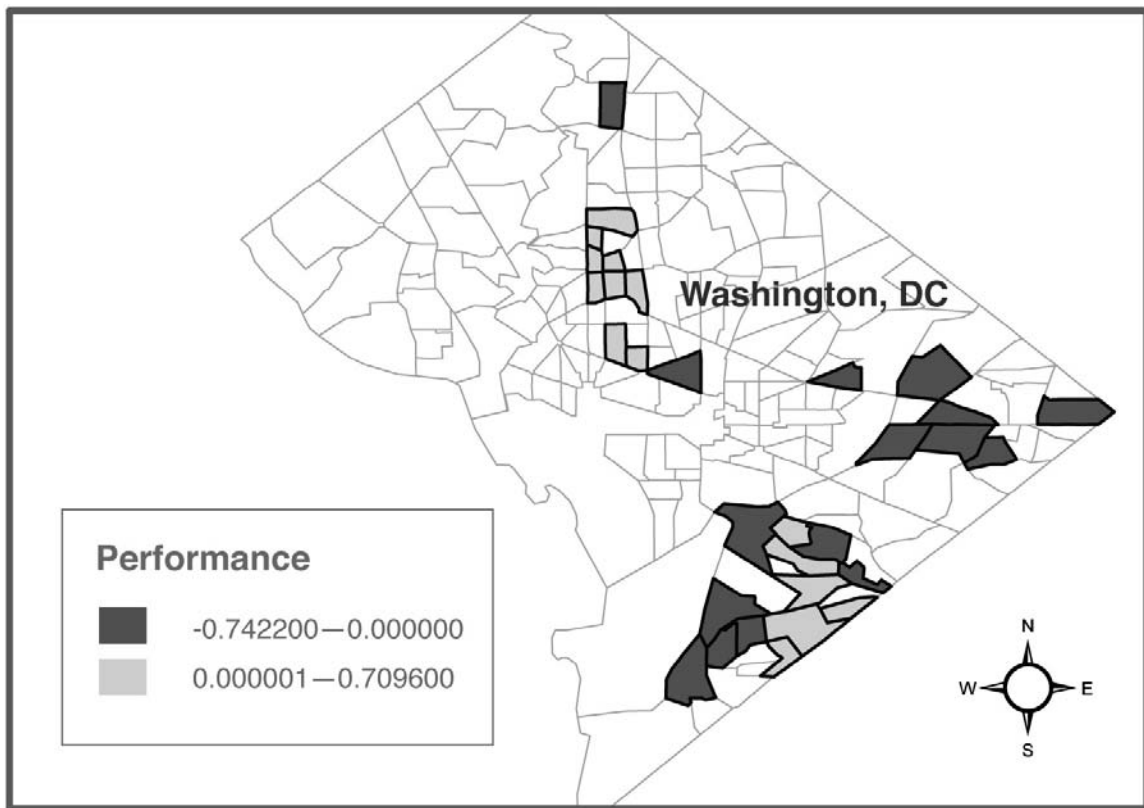 Washington, DC
Performance
-0.742200—0.000000
0.000001—0.709600
N
W E
S